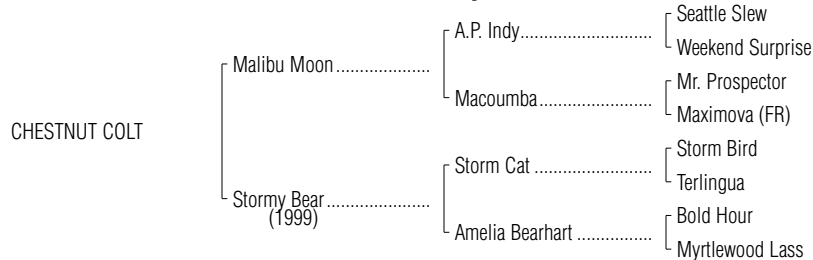 Seattle Slew
A.P. Indy..............................
Weekend Surprise
Malibu Moon .....................
Mr. Prospector
Macoumba..........................
Maximova (FR)
CHESTNUT COLT
Storm Bird
Storm Cat ...........................
Terlingua
Stormy Bear .......................
(1999)
Bold Hour
Amelia Bearhart .................
Myrtlewood Lass